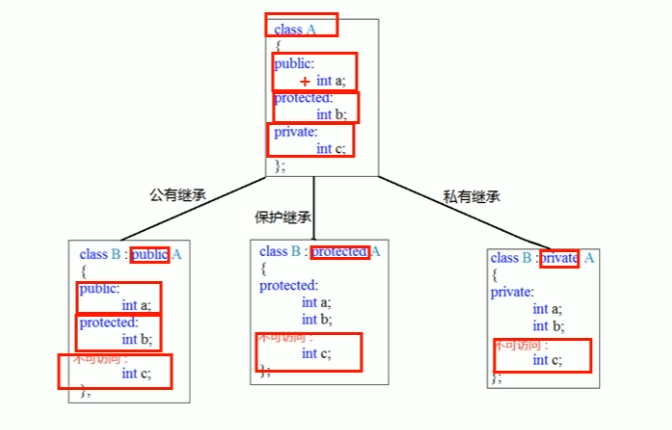 class A
{
public:
int a;
protected:
int b;
private:
int c;
};
公有继承
保护继承
私有继承
class B : public A
{
public:
int a;
protected:
int b;
不可访问:
int c;
};
class B : protected A
{
protected:
int a;
int b;
不可访问:
int c;
};
class B : private A
{
private:
int a;
int b;
不可访问:
int c;
};